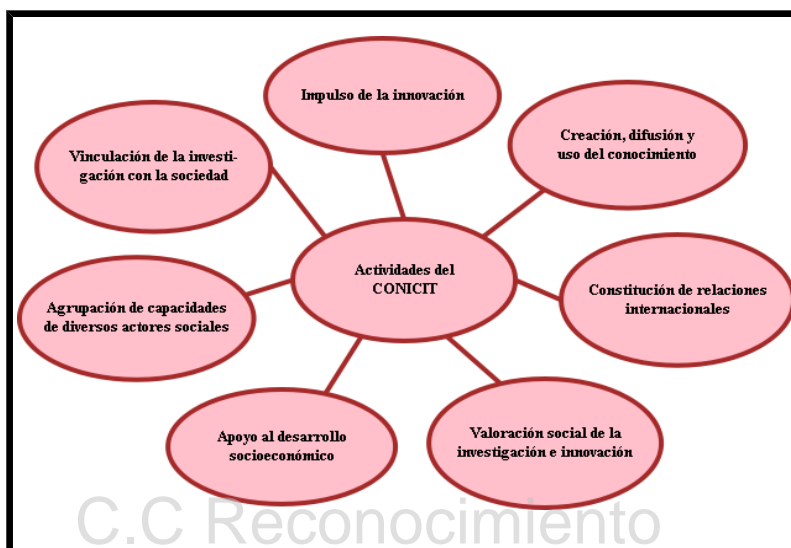 Impulso de la innovación
Creación, difusión y
uso del conocimiento
Vinculación de la investi-
gación con la sociedad
Actividades del
CONICIT
Constitución de relaciones
internacionales
Agrupación de capacidades
de diversos actores sociales
Apoyo al desarrollo
socioeconómico
Valoración social de la
investigación e innovación
C.C Reconocimiento